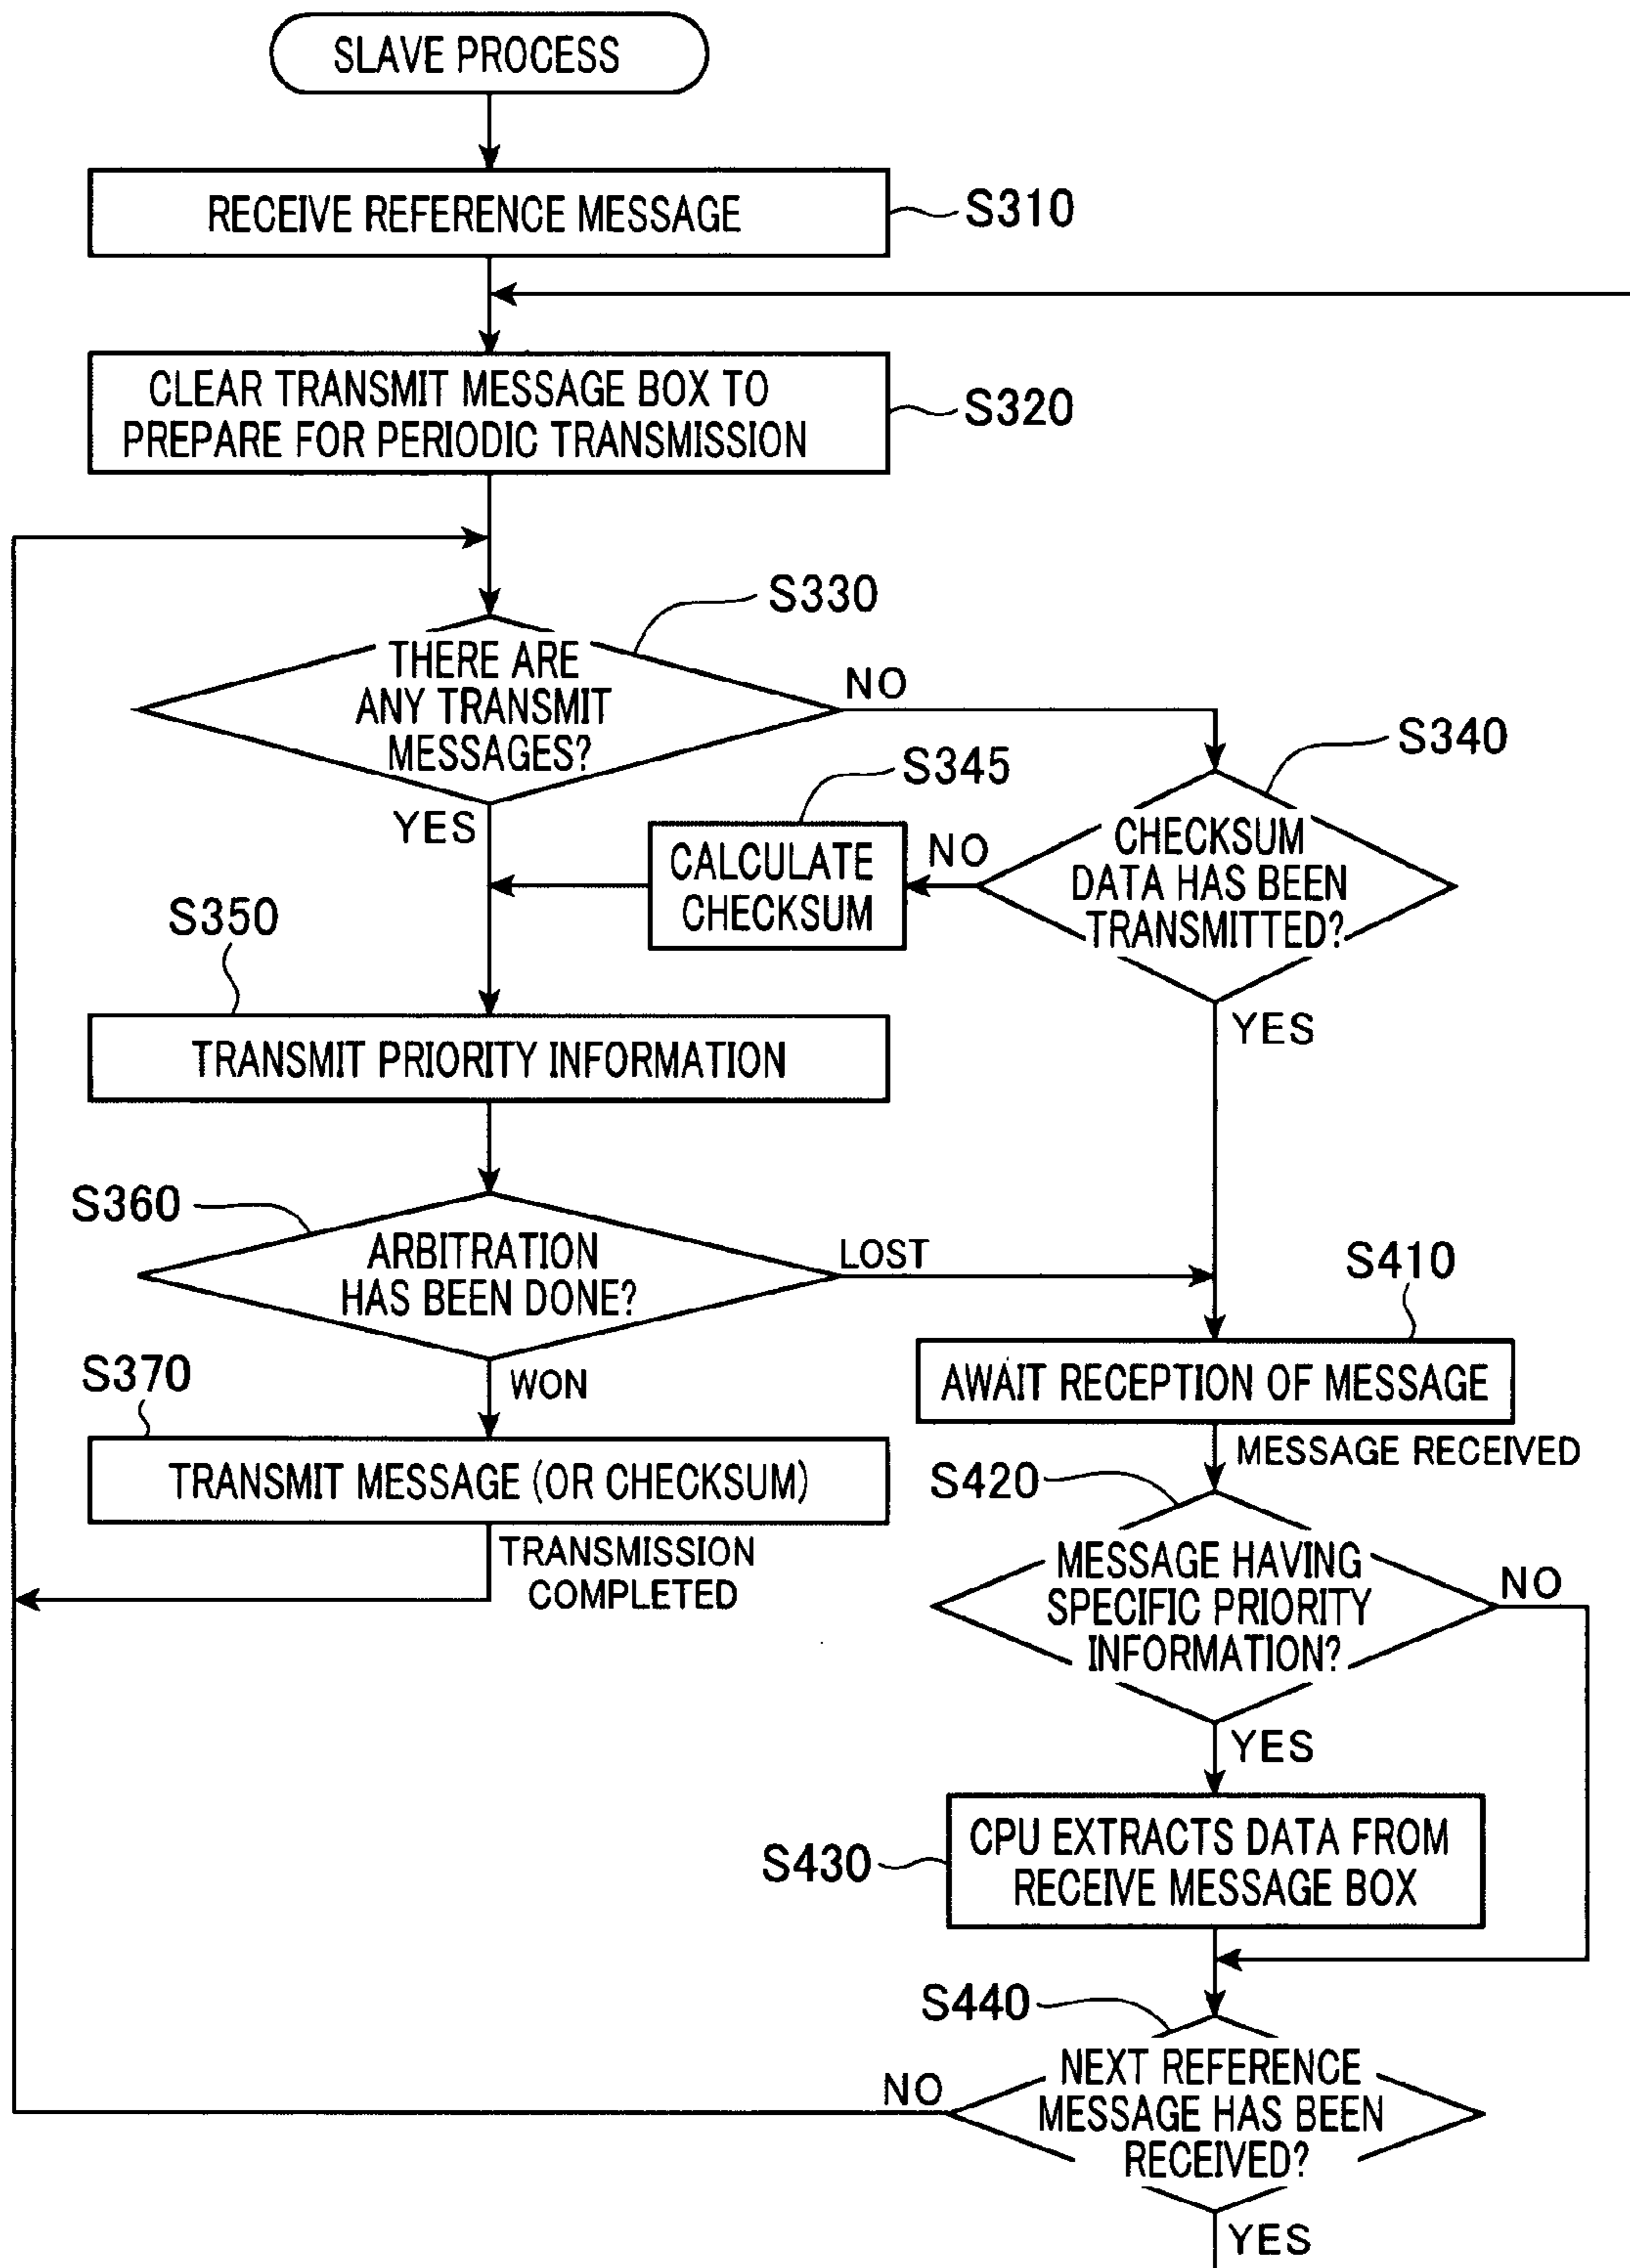 SLAVE PROCESS
RECEIVE REFERENCE MESSAGE
S310
CLEAR TRANSMIT MESSAGE BOX TO
PREPARE FOR PERIODIC TRANSMISSION
S320
S330
THERE ARE
ANY TRANSMIT
MESSAGES?
NO
YES
S340
CHECKSUM
DATA HAS BEEN
TRANSMITTED?
NO
YES
S345
CALCULATE
CHECKSUM
S350
TRANSMIT PRIORITY INFORMATION
S360
ARBITRATION
HAS BEEN DONE?
LOST
WON
S370
TRANSMIT MESSAGE (OR CHECKSUM)
TRANSMISSION
COMPLETED
S410
AWAIT RECEPTION OF MESSAGE
MESSAGE RECEIVED
S420
MESSAGE HAVING
SPECIFIC PRIORITY
INFORMATION?
NO
YES
S430
CPU EXTRACTS DATA FROM
RECEIVE MESSAGE BOX
S440
NEXT REFERENCE
MESSAGE HAS BEEN
RECEIVED?
NO
YES